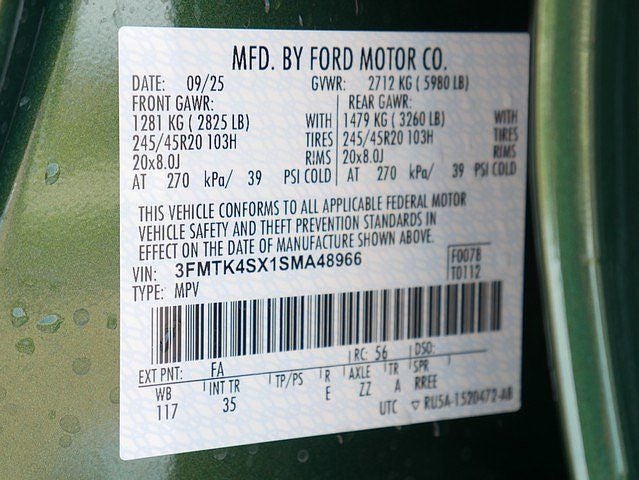 MFD. BY FORD MOTOR CO.
DATE: 09/25 GVWR: 2712 KG ( 5980 LB)
FRONT GAWR: REAR GAWR:
1281 KG ( 2825 LB) WITH 1479 KG ( 3260 LB) WITH
245/45R20 103H TIRES 245/45R20 103H TIRES
20x8.0J RIMS 20x8.0J RIMS
AT 270 kPa/ 39 PSI COLD AT 270 kPa/ 39 PSI COLD
THIS VEHICLE CONFORMS TO ALL APPLICABLE FEDERAL MOTOR
VEHICLE SAFETY AND THEFT PREVENTION STANDARDS IN
EFFECT ON THE DATE OF MANUFACTURE SHOWN ABOVE.
VIN: 3FMTK4SX1SMA48966 F0078
TYPE: MPV T0112
EXT PNT: FA RC: 56 DSO:
WB INT TR TP/PS R AXLE TR SPR
117 35 E ZZ A RREE
UTC ▽ RU5A-1520472-AB